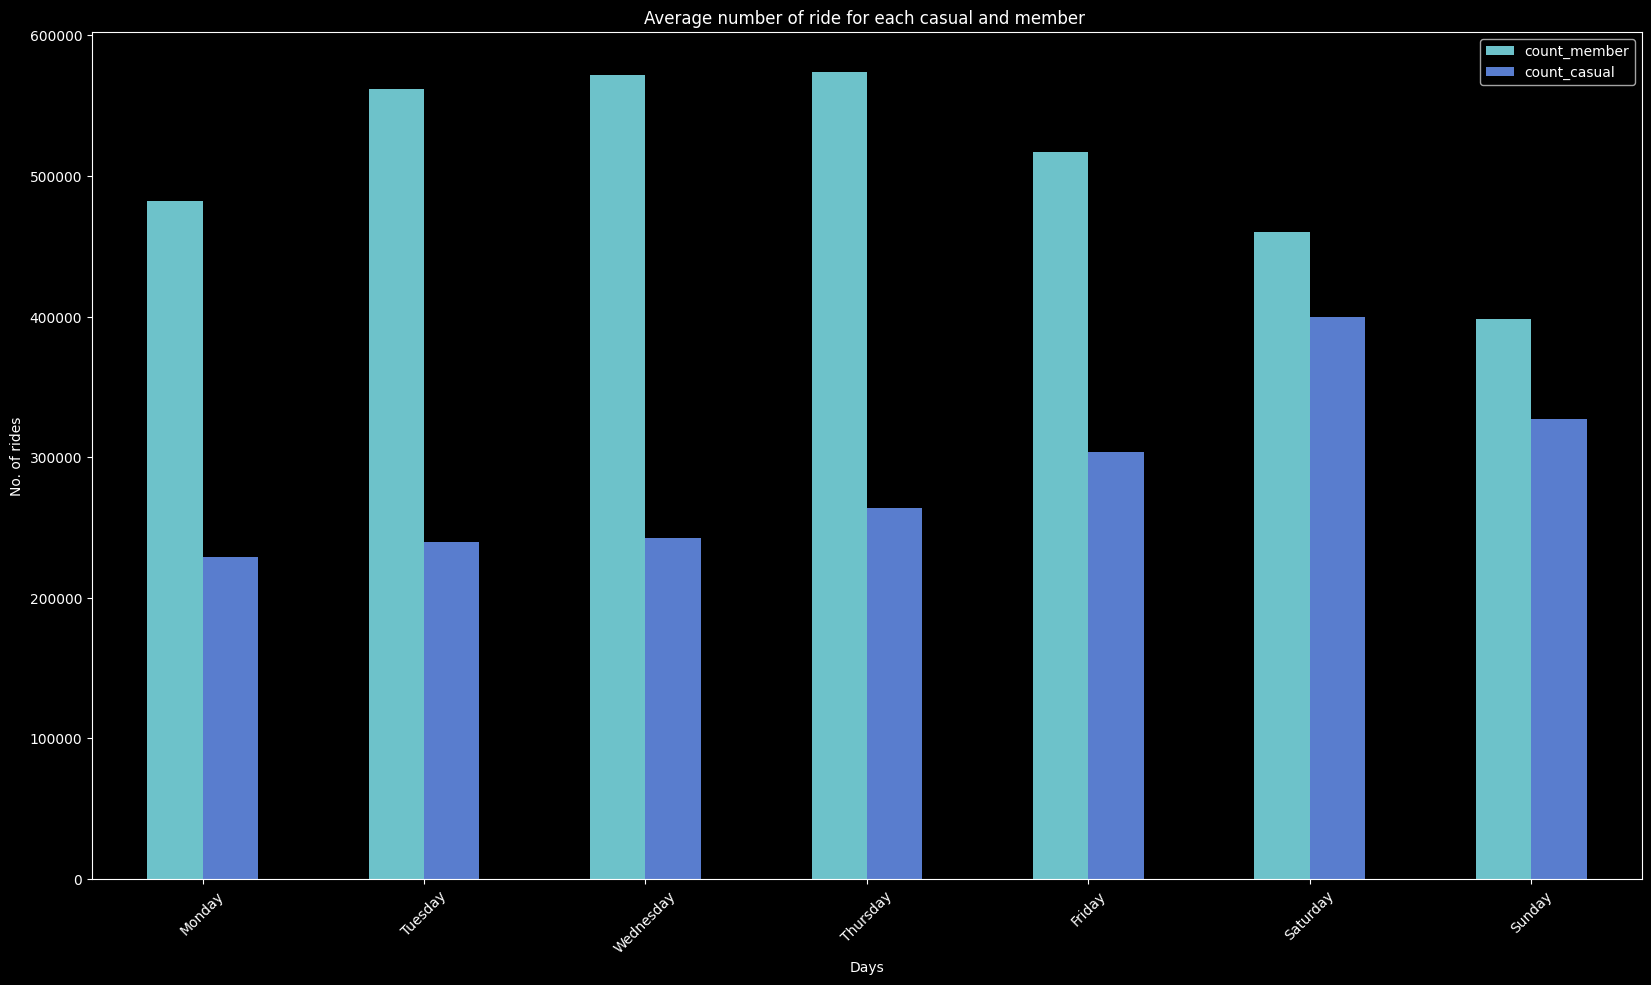 Average number of ride for each casual and member
count_member
count_casual
600000
500000
400000
300000
200000
100000
0
No. of rides
Monday
Tuesday
Wednesday
Thursday
Friday
Saturday
Sunday
Days